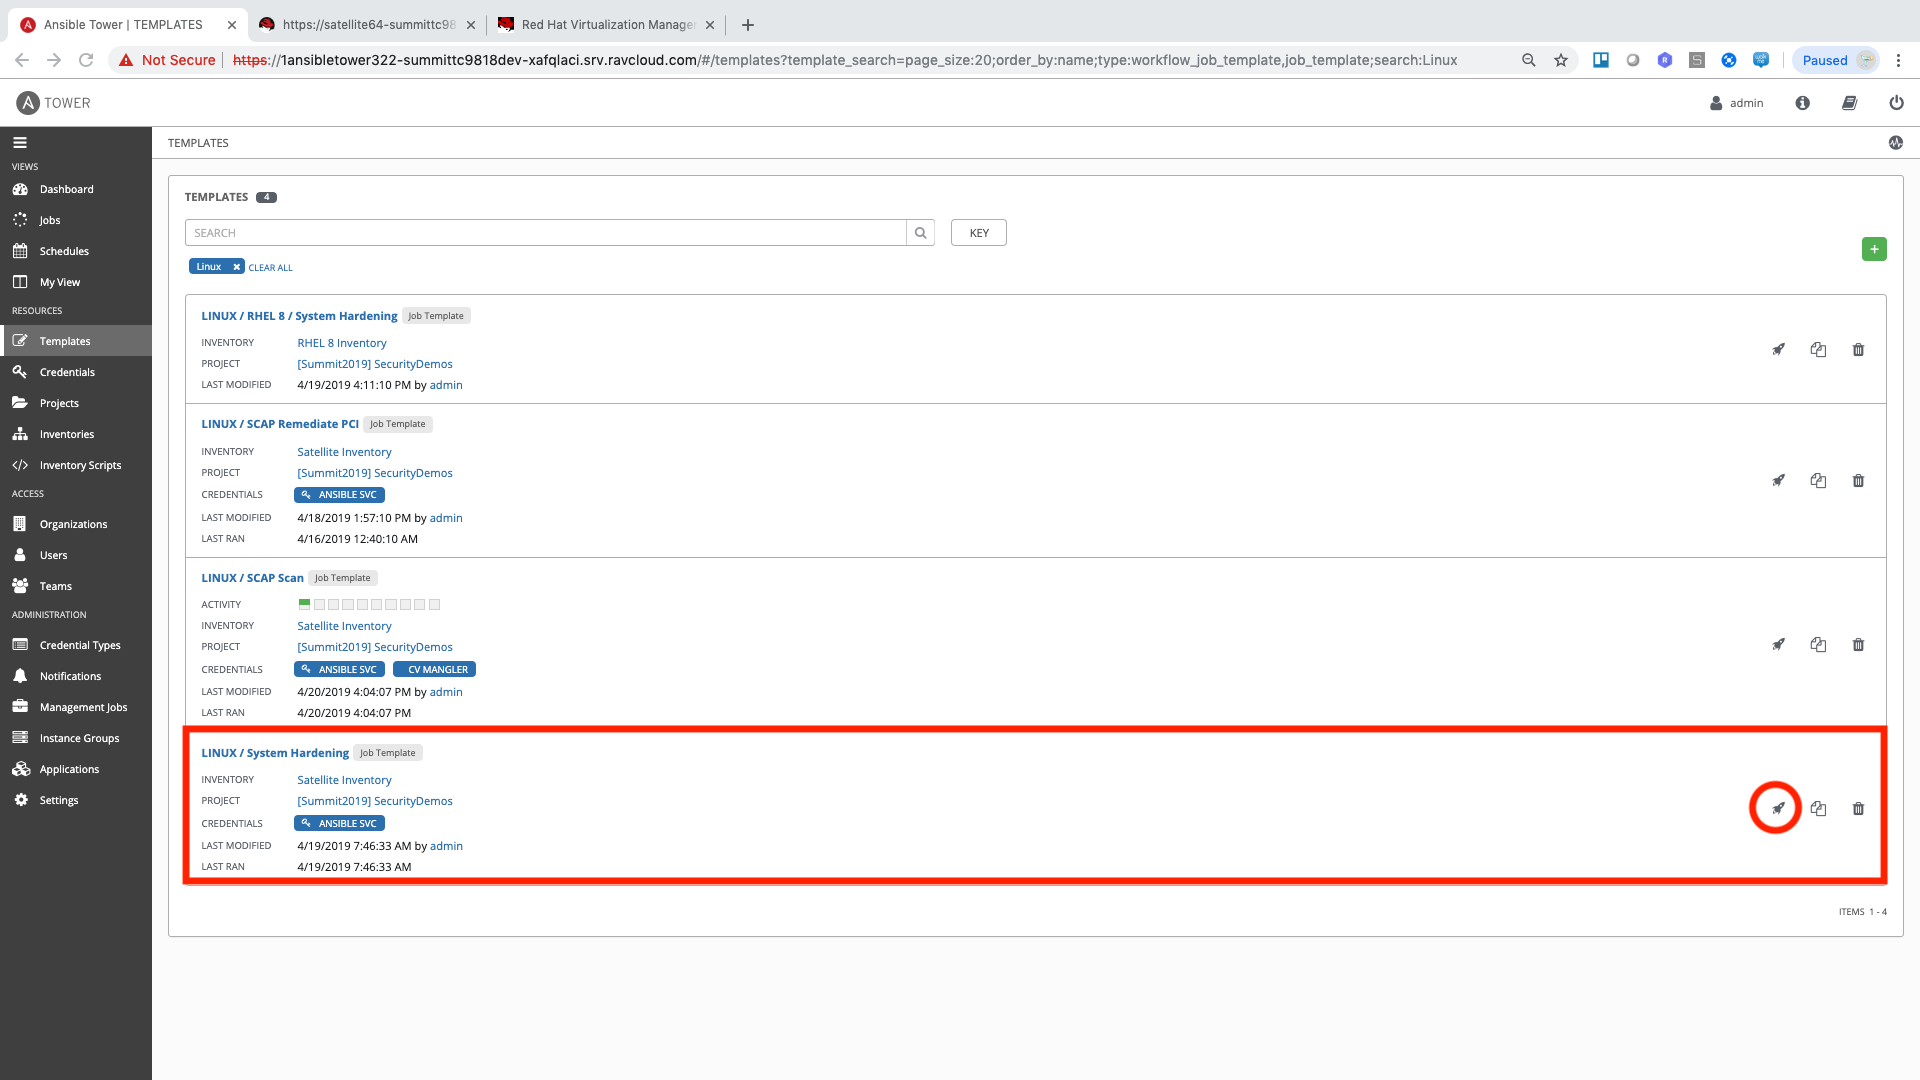 Ansible Tower | TEMPLATES
https://satellite64-summittc98
Red Hat Virtualization Manage
Not Secure
https://1ansibletower322-summittc9818dev-xafqlaci.srv.ravcloud.com/#/templates?template_search=page_size:20;order_by:name;type:workflow_job_template,job_template;search:Linux
Paused
A TOWER
admin
TEMPLATES
VIEWS
Dashboard
Jobs
Schedules
My View
RESOURCES
Templates
Credentials
Projects
Inventories
Inventory Scripts
ACCESS
Organizations
Users
Teams
ADMINISTRATION
Credential Types
Notifications
Management Jobs
Instance Groups
Applications
Settings
TEMPLATES 4
SEARCH
KEY
Linux
CLEAR ALL
LINUX / RHEL 8 / System Hardening Job Template
INVENTORY RHEL 8 Inventory
PROJECT [Summit2019] SecurityDemos
LAST MODIFIED 4/19/2019 4:11:10 PM by admin
LINUX / SCAP Remediate PCI Job Template
INVENTORY Satellite Inventory
PROJECT [Summit2019] SecurityDemos
CREDENTIALS ANSIBLE SVC
LAST MODIFIED 4/18/2019 1:57:10 PM by admin
LAST RAN 4/16/2019 12:40:10 AM
LINUX / SCAP Scan Job Template
ACTIVITY
INVENTORY Satellite Inventory
PROJECT [Summit2019] SecurityDemos
CREDENTIALS ANSIBLE SVC CV MANGLER
LAST MODIFIED 4/20/2019 4:04:07 PM by admin
LAST RAN 4/20/2019 4:04:07 PM
LINUX / System Hardening Job Template
INVENTORY Satellite Inventory
PROJECT [Summit2019] SecurityDemos
CREDENTIALS ANSIBLE SVC
LAST MODIFIED 4/19/2019 7:46:33 AM by admin
LAST RAN 4/19/2019 7:46:33 AM
ITEMS 1 - 4